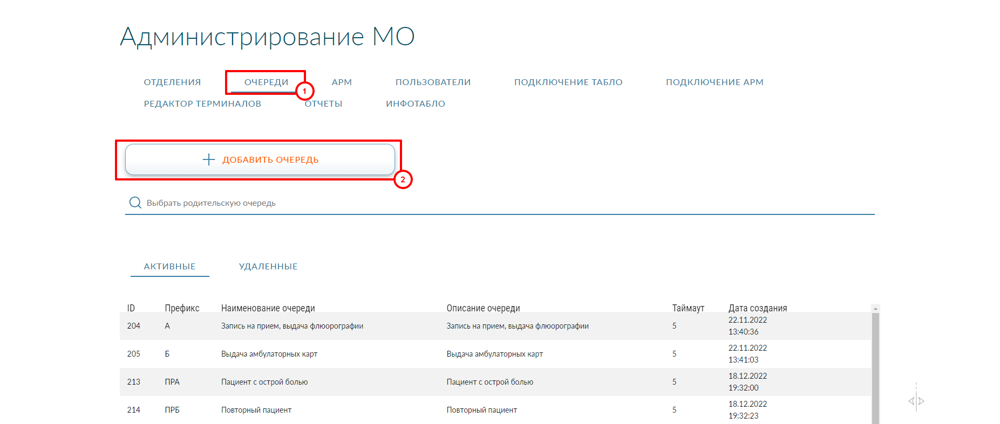 Администрирование МО
ОТДЕЛЕНИЯ ОЧЕРЕДИ АРМ ПОЛЬЗОВАТЕЛИ ПОДКЛЮЧЕНИЕ ТАБЛО ПОДКЛЮЧЕНИЕ АРМ
1
РЕДАКТОР ТЕРМИНАЛОВ ОТЧЕТЫ ИНФОТАБЛО
ДОБАВИТЬ ОЧЕРЕДЬ
2
Выбрать родительскую очередь
АКТИВНЫЕ УДАЛЕННЫЕ
ID Префикс Наименование очереди Описание очереди Таймаут Дата создания
204 А Запись на прием, выдача флюорографии Запись на прием, выдача флюорографии 5 22.11.2022
13:40:36
205 Б Выдача амбулаторных карт Выдача амбулаторных карт 5 22.11.2022
13:41:03
213 ПРА Пациент с острой болью Пациент с острой болью 5 18.12.2022
19:32:00
214 ПРБ Повторный пациент Повторный пациент 5 18.12.2022
19:32:23